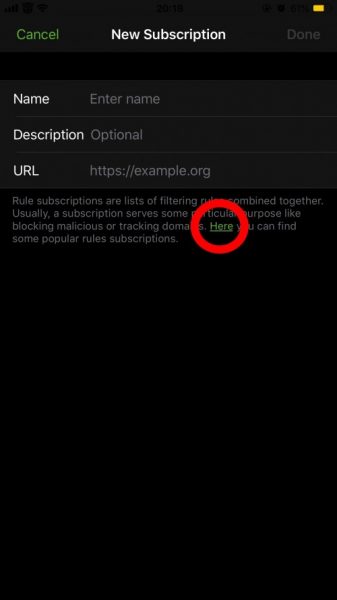 20:18 61%
Cancel New Subscription Done
Name Enter name
Description Optional
URL https://example.org
Rule subscriptions are lists of filtering rules combined together.
Usually, a subscription serves some particular purpose like
blocking malicious or tracking domains. Here you can find
some popular rules subscriptions.